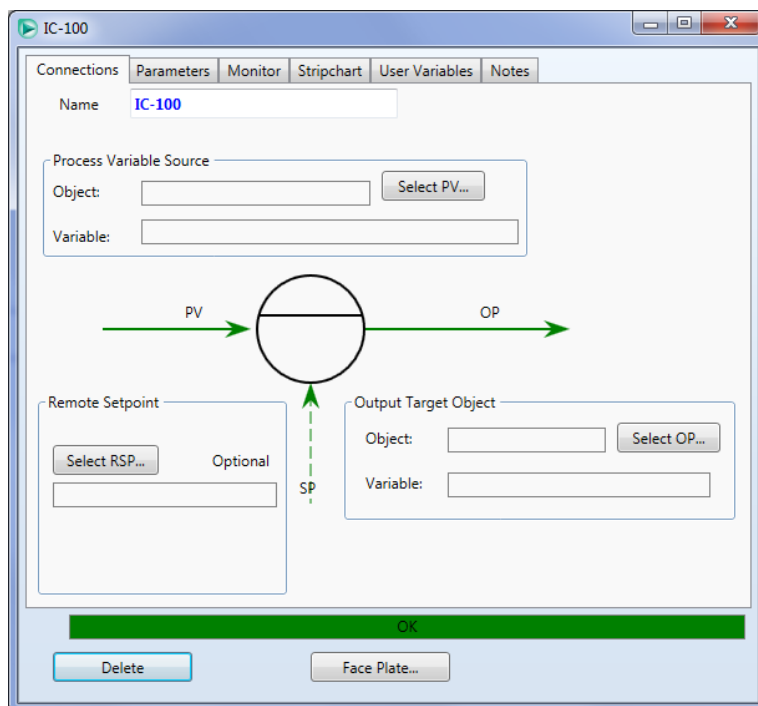 IC-100
Connections Parameters Monitor Stripchart User Variables Notes
Name IC-100
Process Variable Source
Object: Select PV...
Variable:
PV OP
Remote Setpoint Output Target Object
Object: Select OP...
Select RSP... Optional
SP Variable:
OK
Delete Face Plate...